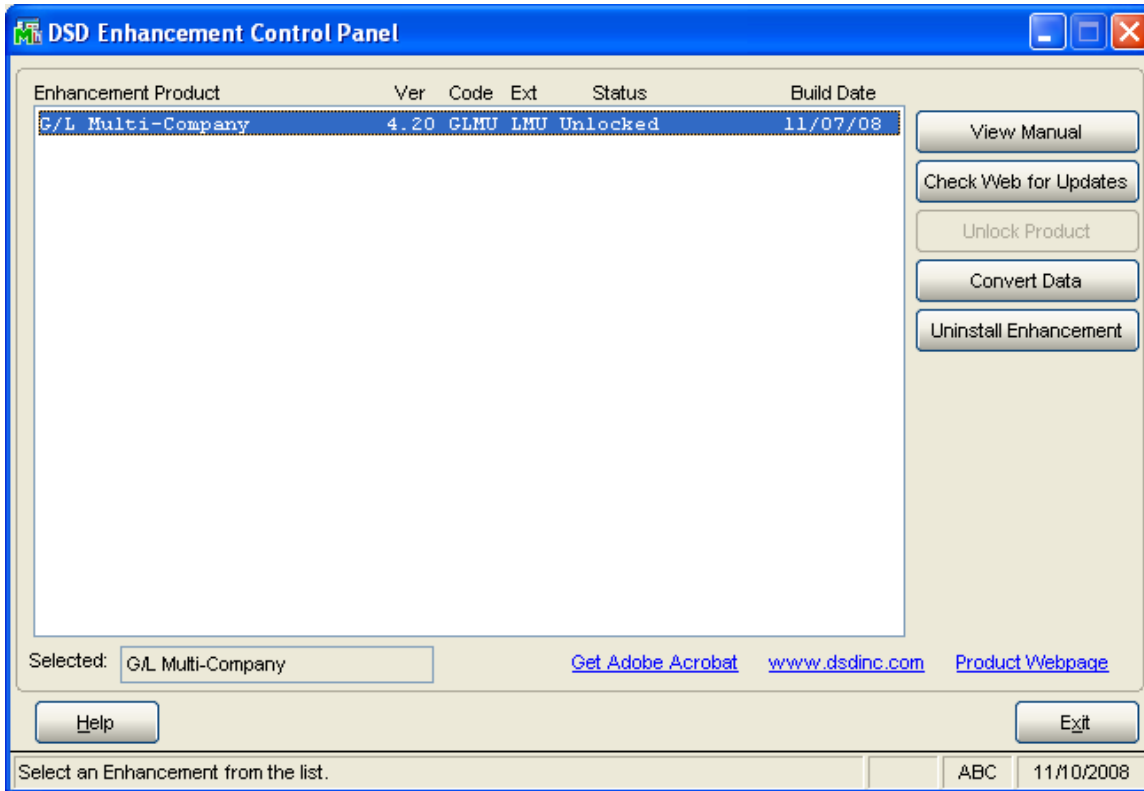 DSD Enhancement Control Panel
Enhancement Product Ver Code Ext Status Build Date
G/L Multi-Company 4.20 GLMU LMU Unlocked 11/07/08
View Manual
Check Web for Updates
Unlock Product
Convert Data
Uninstall Enhancement
Selected: G/L Multi-Company Get Adobe Acrobat www.dsdinc.com Product Webpage
Help Exit
Select an Enhancement from the list. ABC 11/10/2008